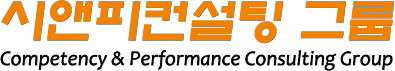 시앤피컨설팅 그룹
Competency & Performance Consulting Group